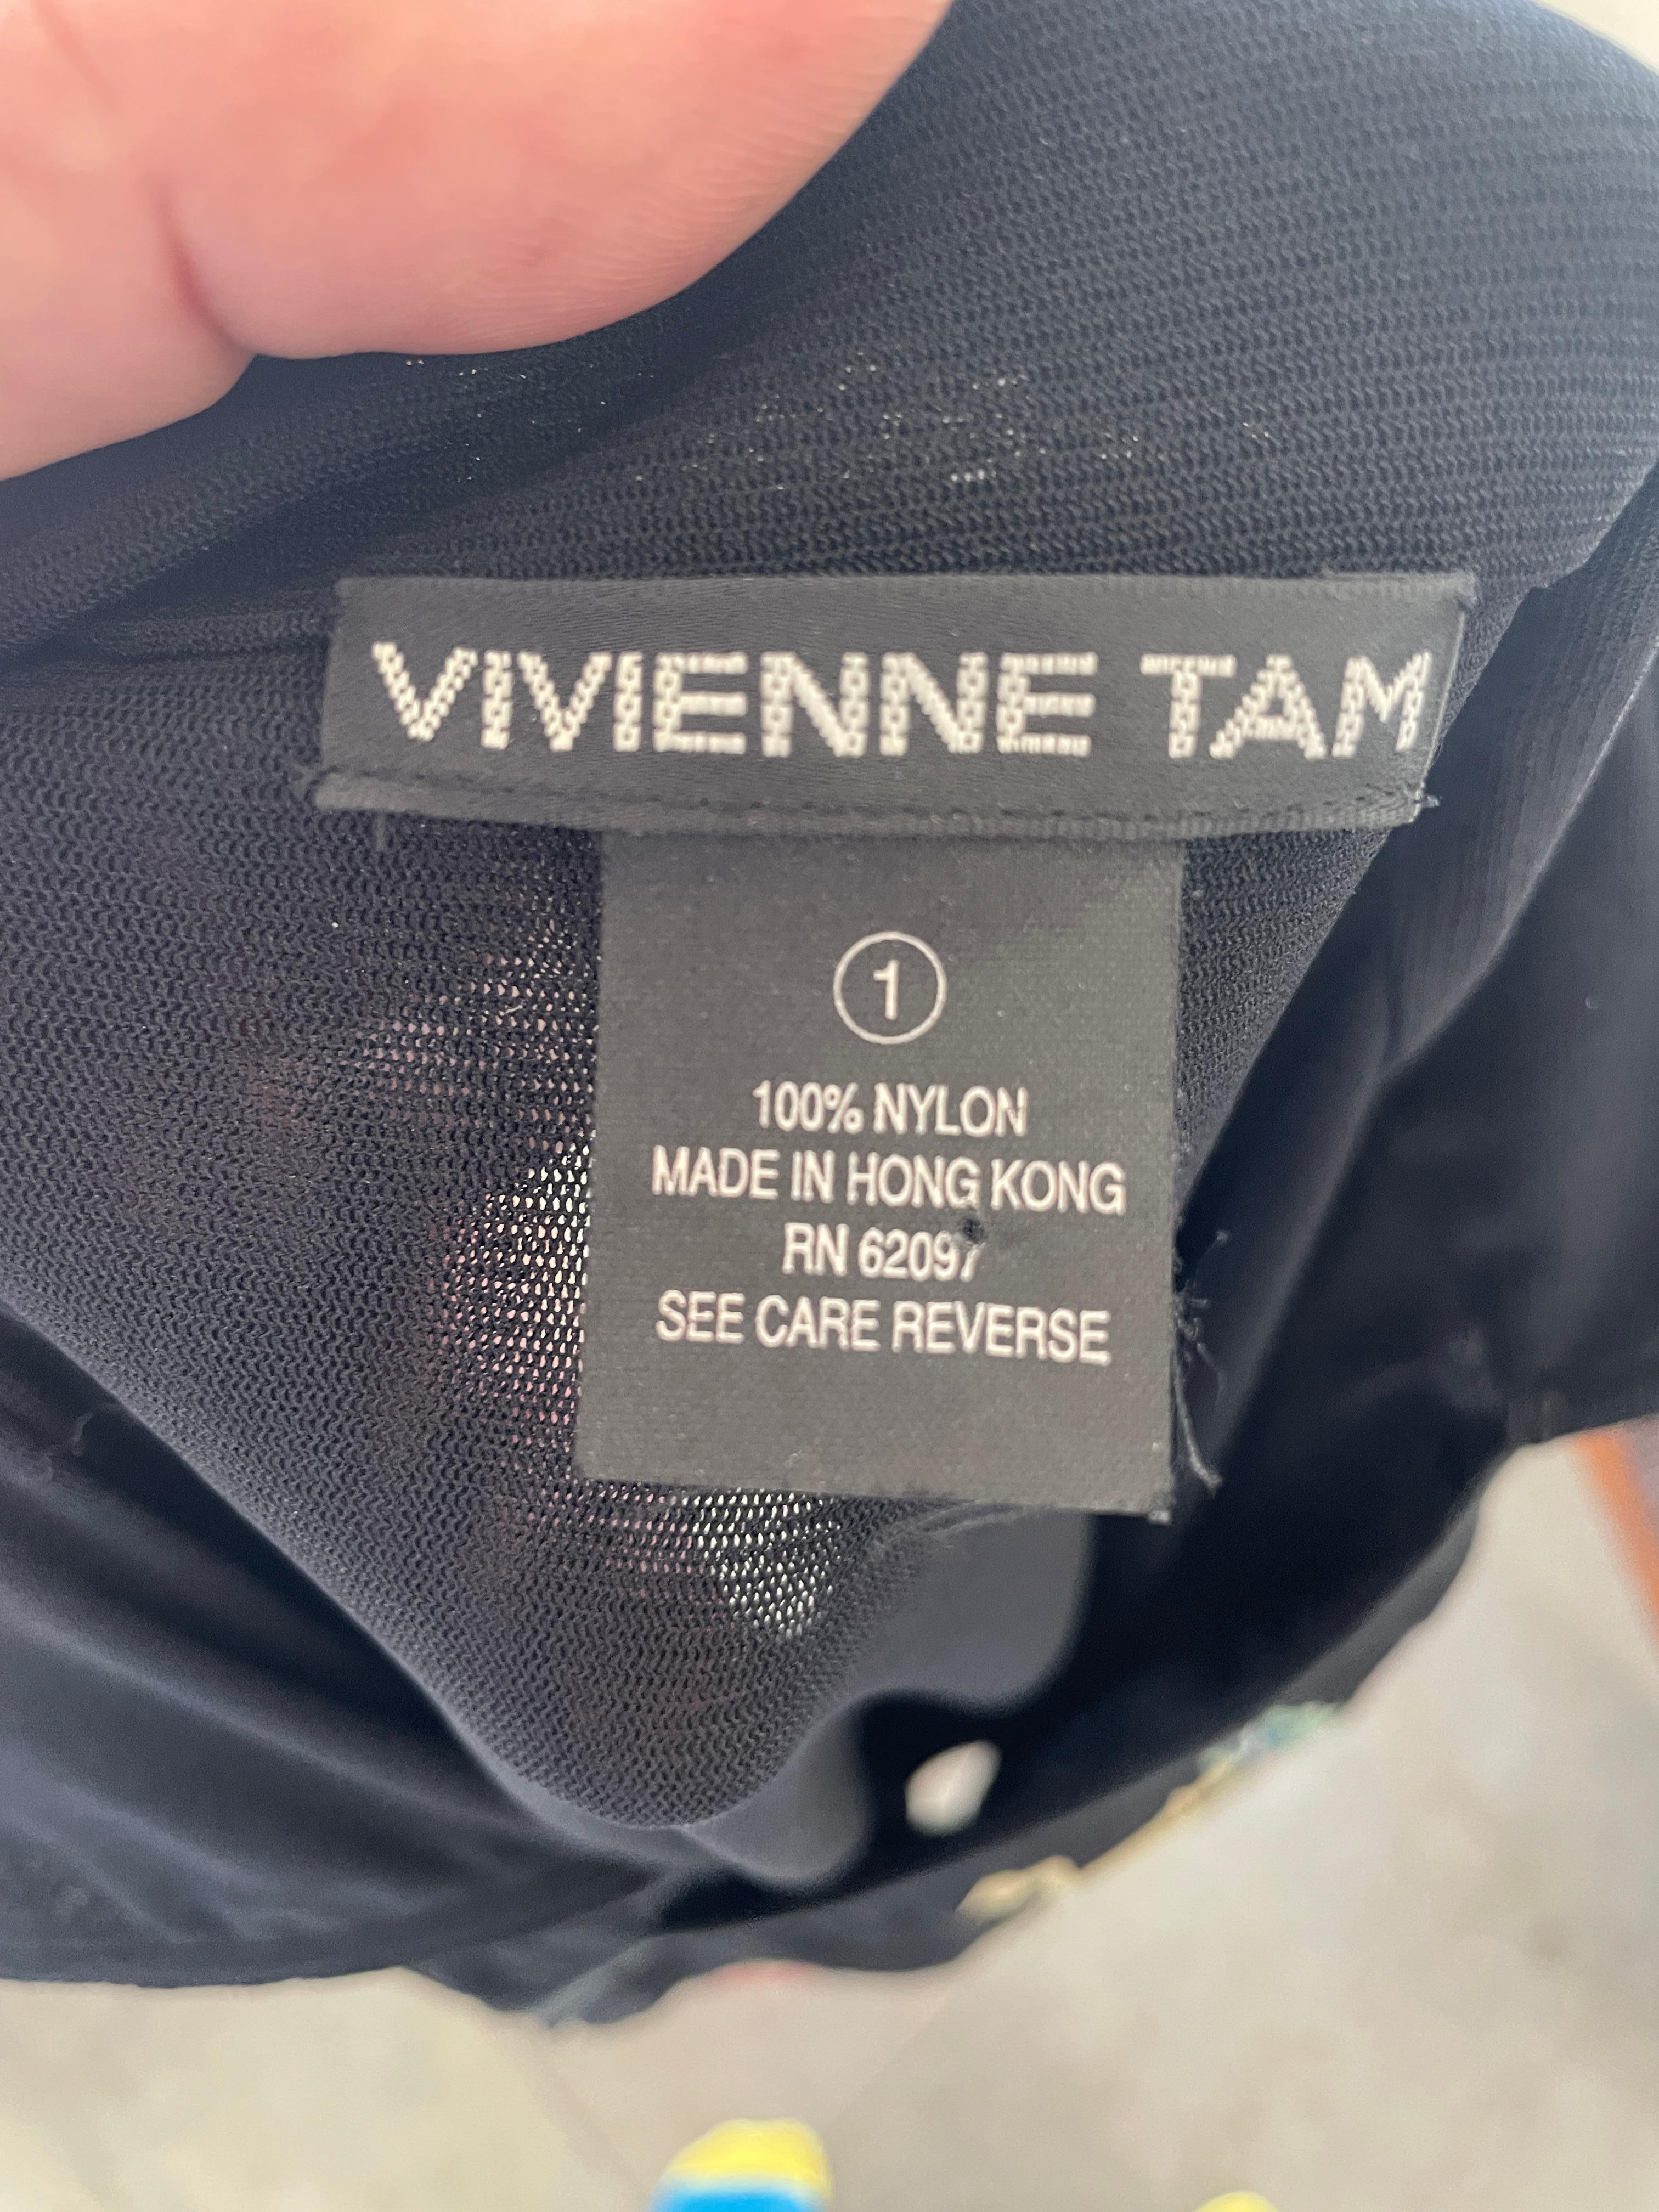 VIVIENNE TAM
1
100% NYLON
MADE IN HONG KONG
RN 62097
SEE CARE REVERSE